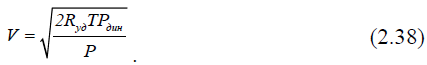 V = √(2R_уд T P_дин / P) . (2.38)